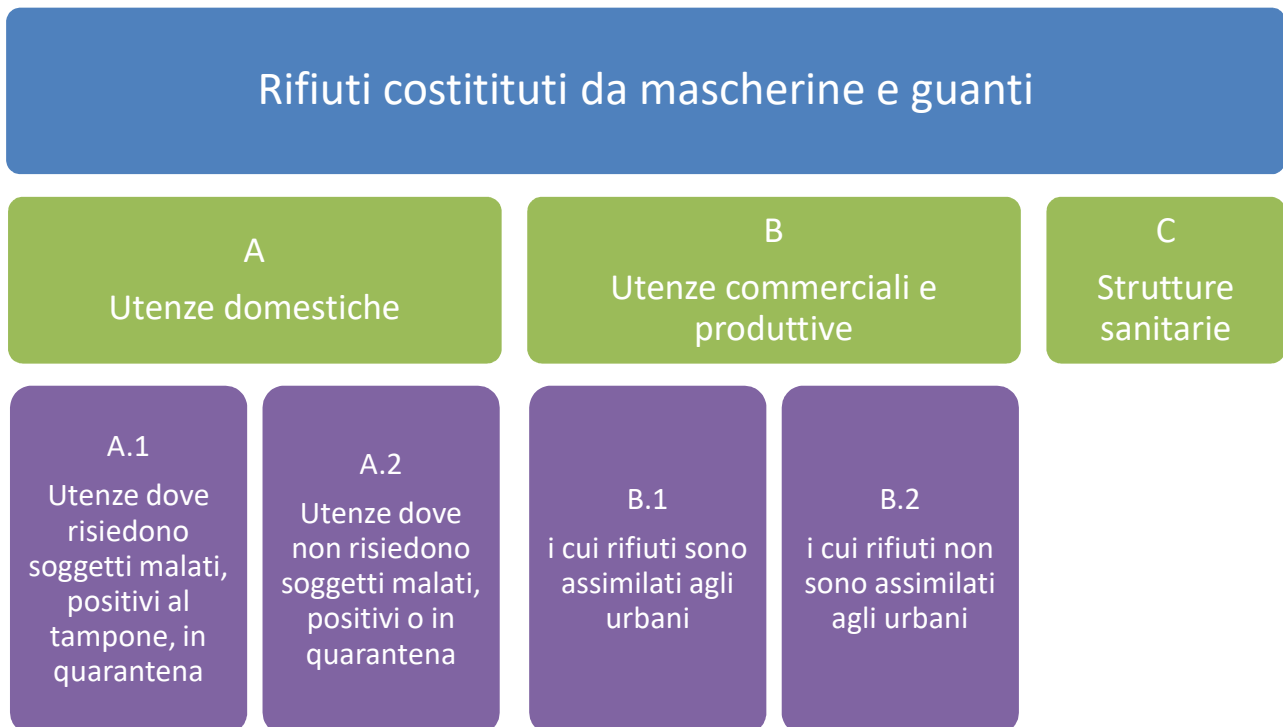 Rifiuti costitituti da mascherine e guanti
A
Utenze domestiche
B
Utenze commerciali e
produttive
C
Strutture
sanitarie
A.1
Utenze dove
risiedono
soggetti malati,
positivi al
tampone, in
quarantena
A.2
Utenze dove
non risiedono
soggetti malati,
positivi o in
quarantena
B.1
i cui rifiuti sono
assimilati agli
urbani
B.2
i cui rifiuti non
sono assimilati
agli urbani